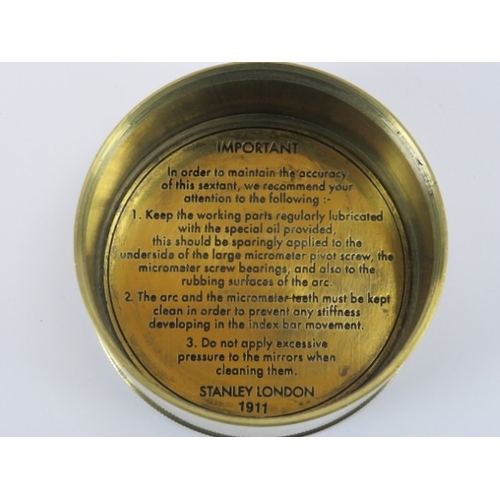 IMPORTANT
In order to maintain the accuracy
of this sextant, we recommend your
attention to the following :-
1. Keep the working parts regularly lubricated
with the special oil provided,
this should be sparingly applied to the
underside of the large micrometer pivot screw, the
micrometer screw bearings, and also to the
rubbing surfaces of the arc.
2. The arc and the micrometer teeth must be kept
clean in order to prevent any stiffness
developing in the index bar movement.
3. Do not apply excessive
pressure to the mirrors when
cleaning them.
STANLEY LONDON
1911